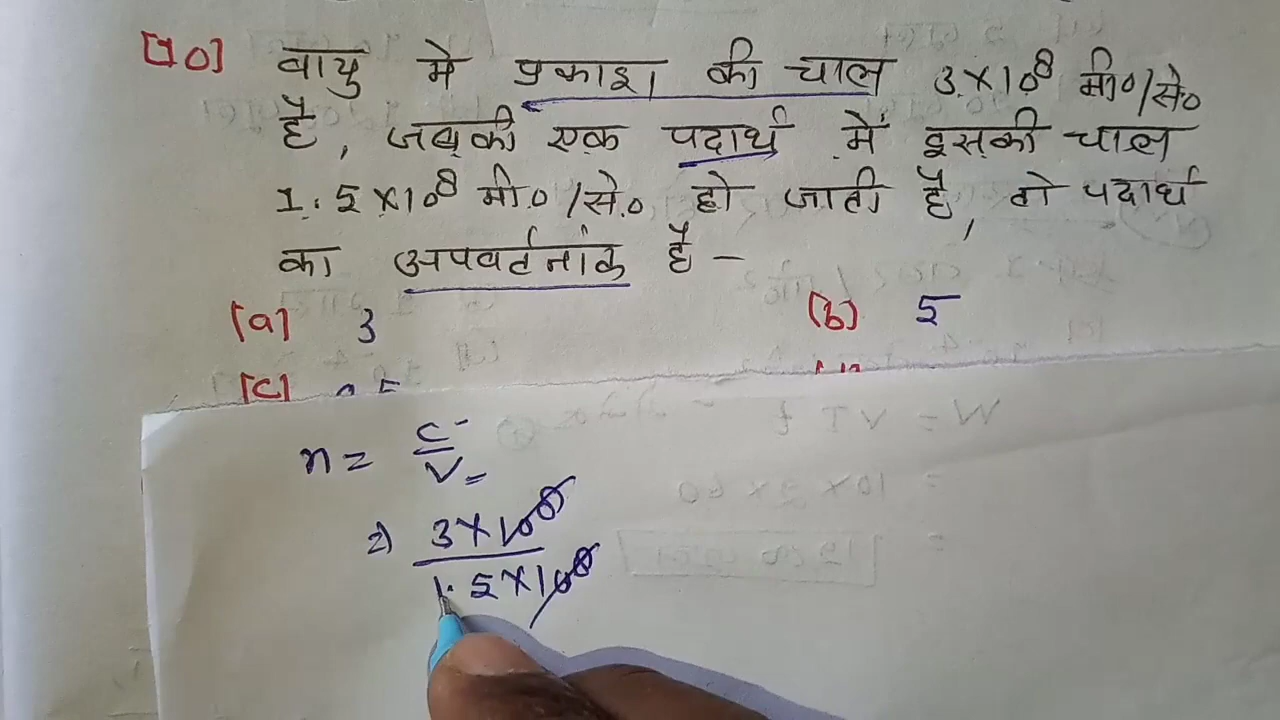 [10] वायु मे प्रकाश की चाल 3×10⁸ मी०/से०
है, जबकी एक पदार्थ में इसकी चाल
1.5×10⁸ मी०/से० हो जाती है, तो पदार्थ
का अपवर्तनांक है –
[a] 3 [b] 5
[c]
n = C/V
3×10⁸
1.5×10⁸